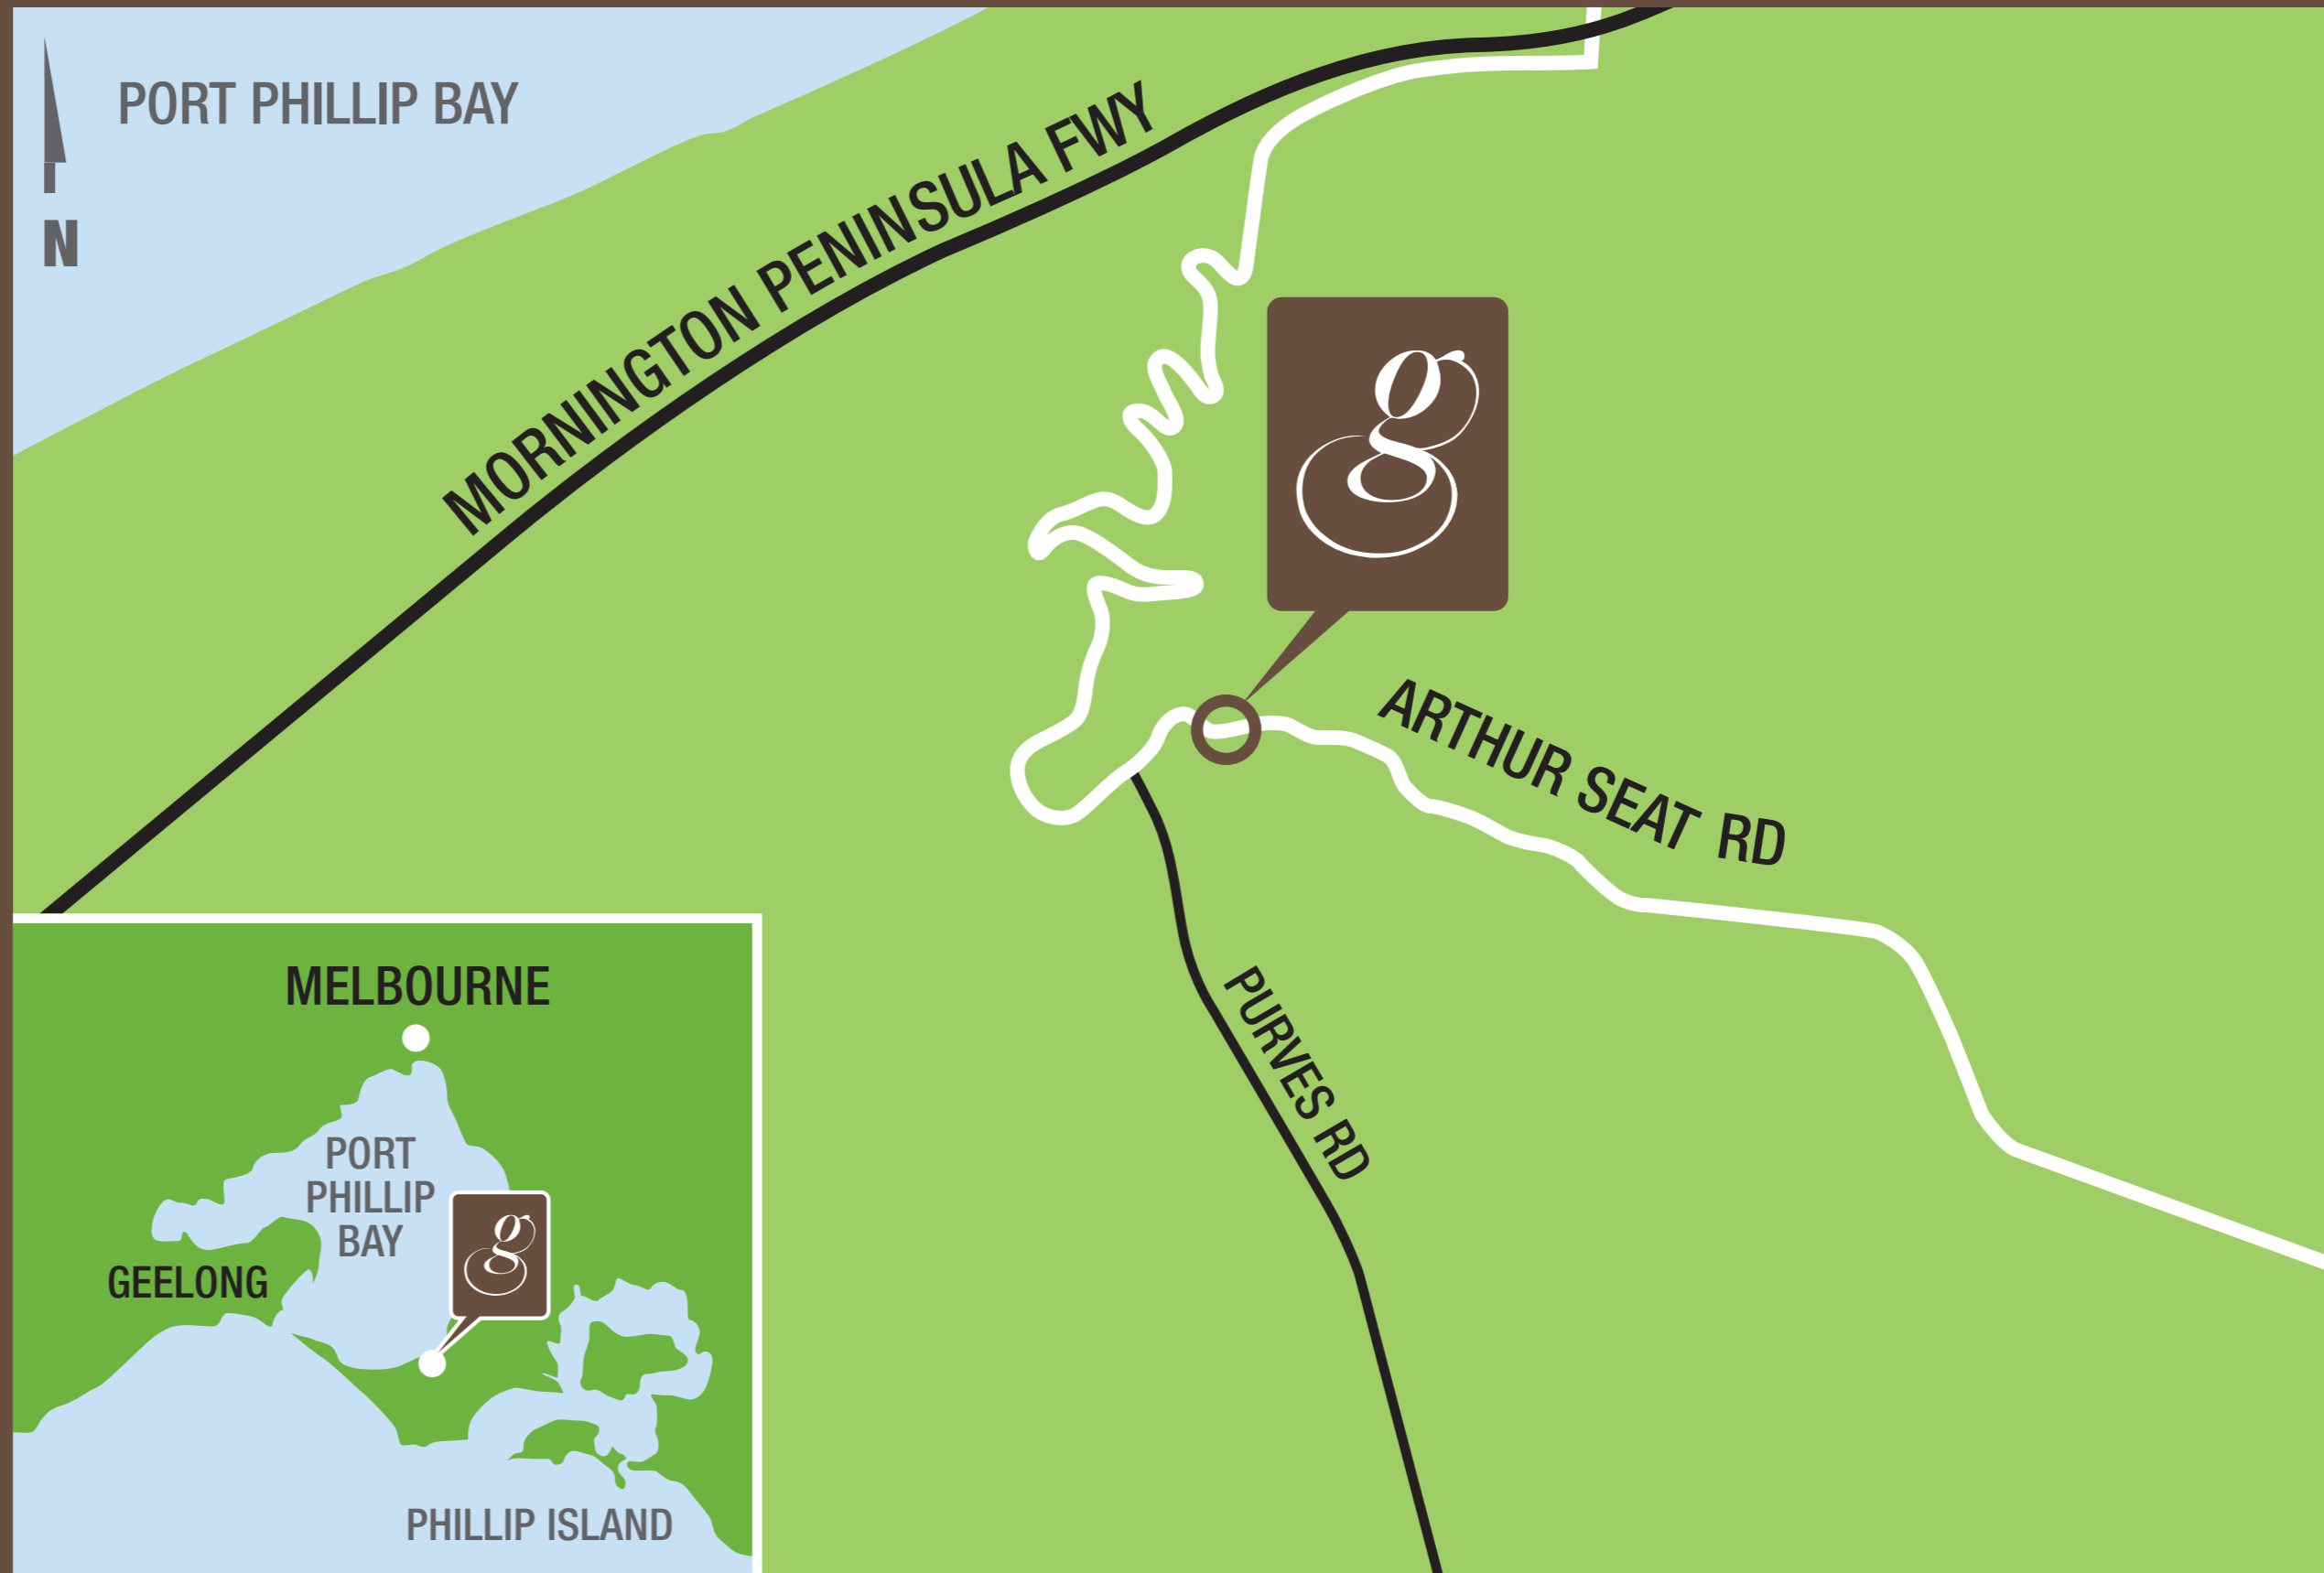 PORT PHILLIP BAY
N
MORNINGTON PENINSULA FWY
g
ARTHUR SEAT RD
PURVES RD
MELBOURNE
PORT
PHILLIP
BAY
g
GEELONG
PHILLIP ISLAND